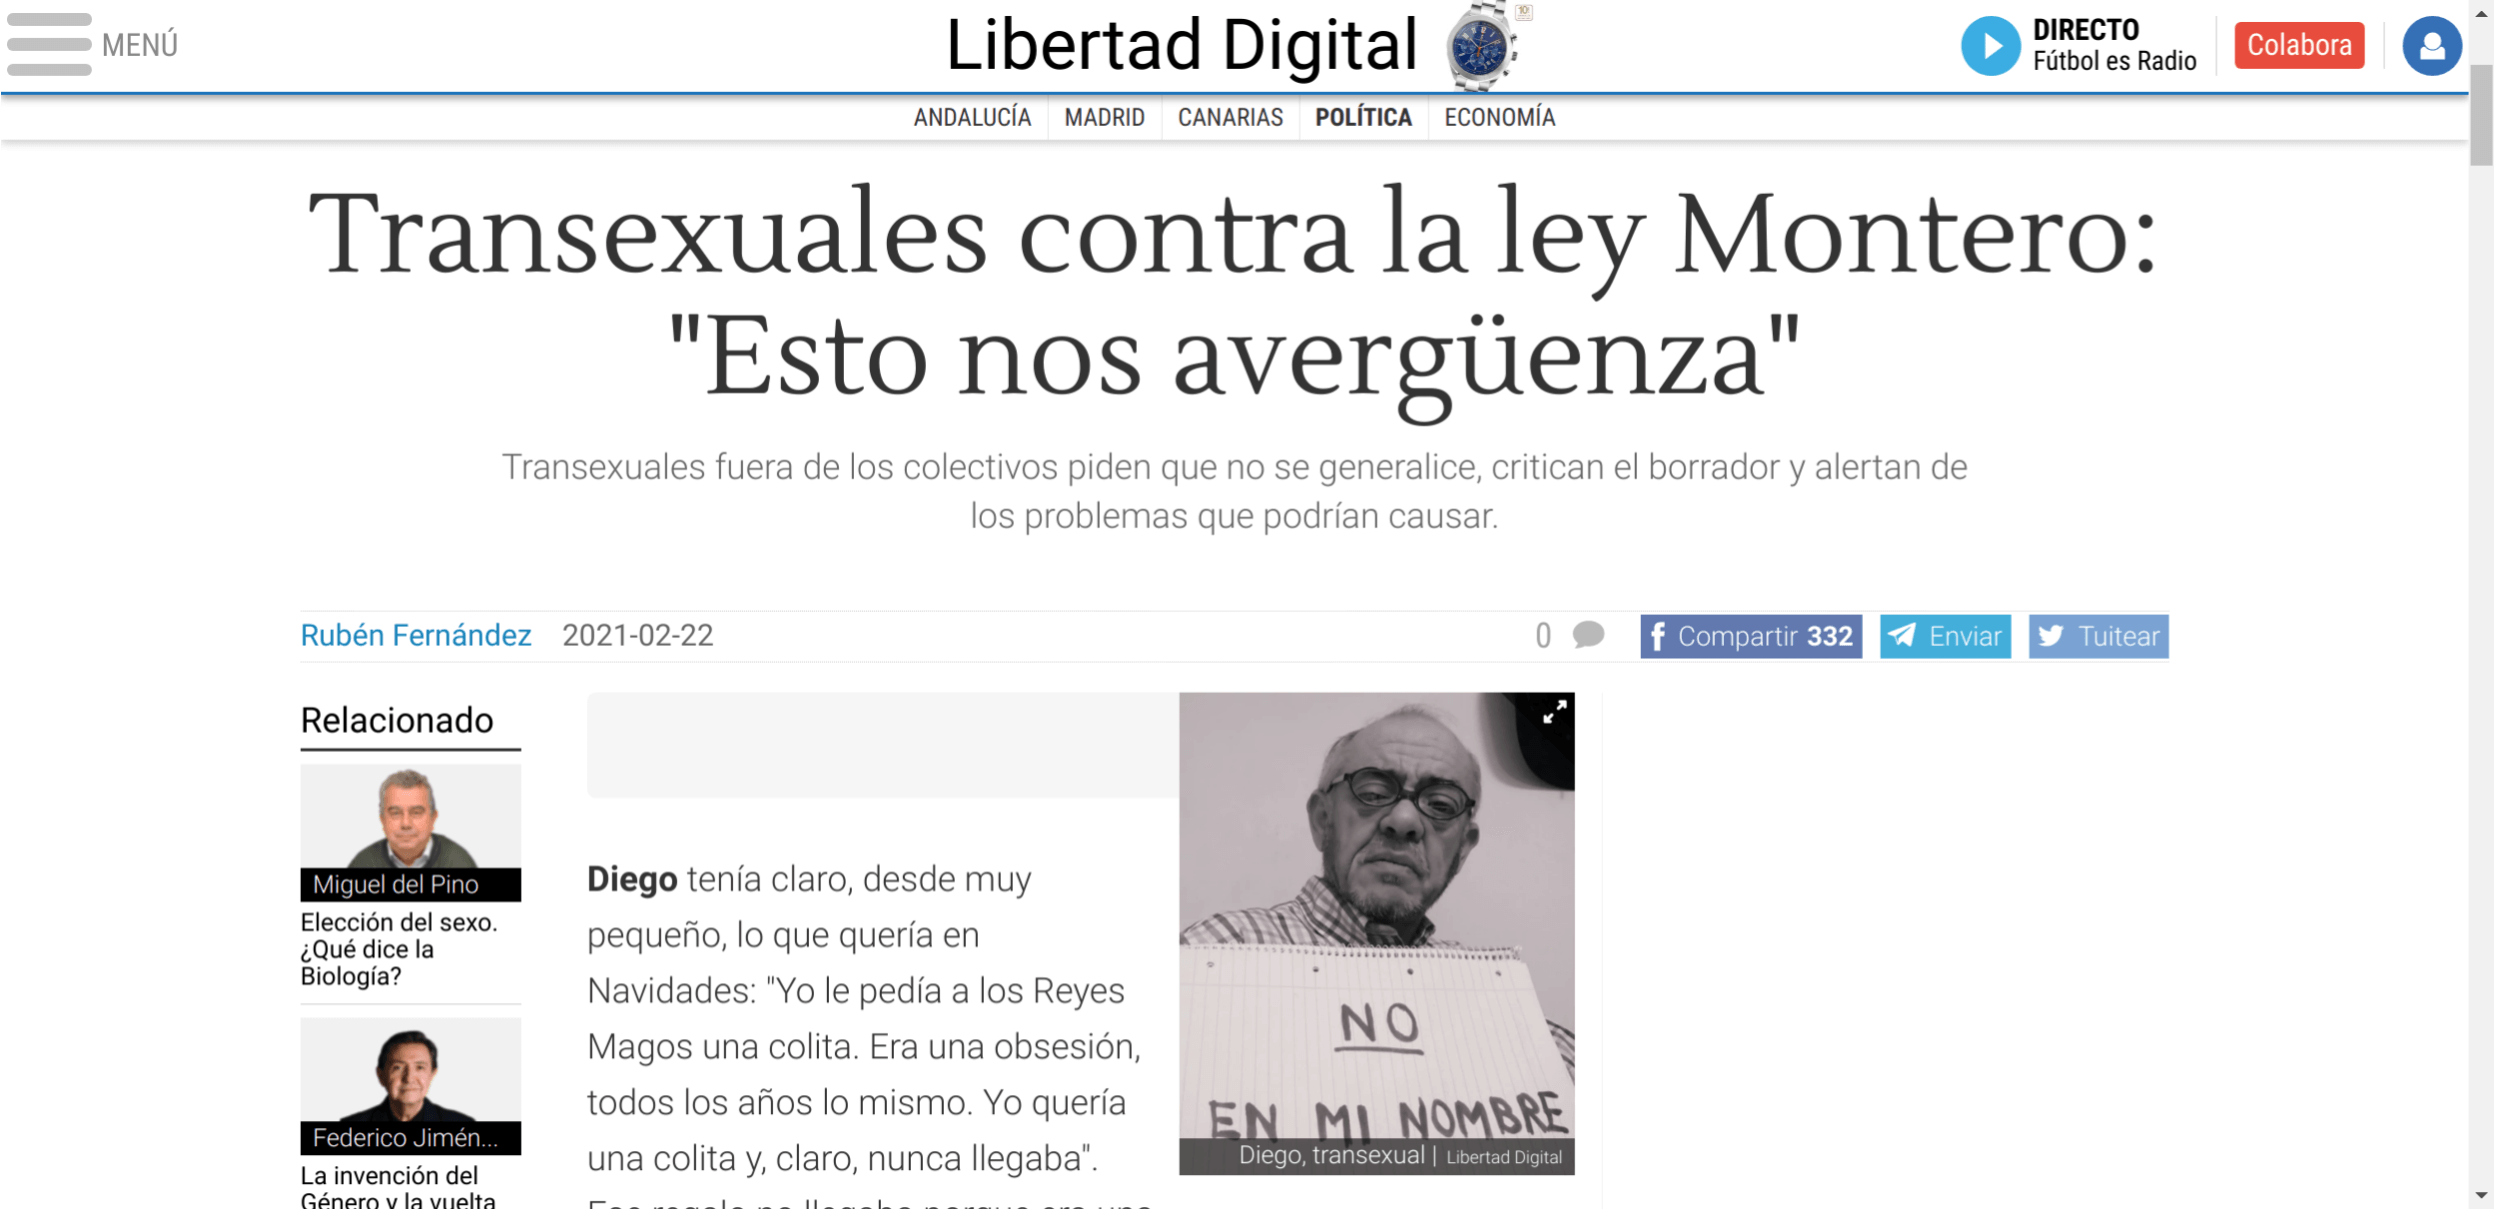 MENÚ
Libertad Digital
DIRECTO
Fútbol es Radio
Colabora
ANDALUCÍA MADRID CANARIAS POLÍTICA ECONOMÍA
Transexuales contra la ley Montero:
"Esto nos avergüenza"
Transexuales fuera de los colectivos piden que no se generalice, critican el borrador y alertan de
los problemas que podrían causar.
Rubén Fernández 2021-02-22
0
Compartir 332
Enviar
Tuitear
Relacionado
Miguel del Pino
Elección del sexo.
¿Qué dice la
Biología?
Federico Jimén...
La invención del
Género y la vuelta
Diego tenía claro, desde muy
pequeño, lo que quería en
Navidades: "Yo le pedía a los Reyes
Magos una colita. Era una obsesión,
todos los años lo mismo. Yo quería
una colita y, claro, nunca llegaba".
NO
EN MI NOMBRE
Diego, transexual | Libertad Digital